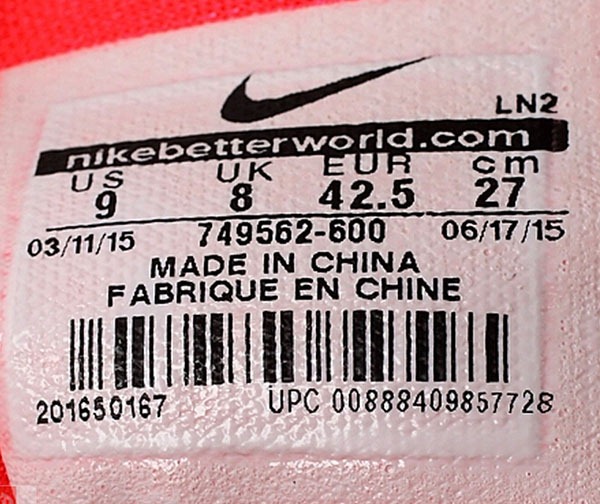 LN2
nikebetterworld.com
US UK EUR cm
9 8 42.5 27
03/11/15 749562-600 06/17/15
MADE IN CHINA
FABRIQUE EN CHINE
201650167 UPC 00888409857728